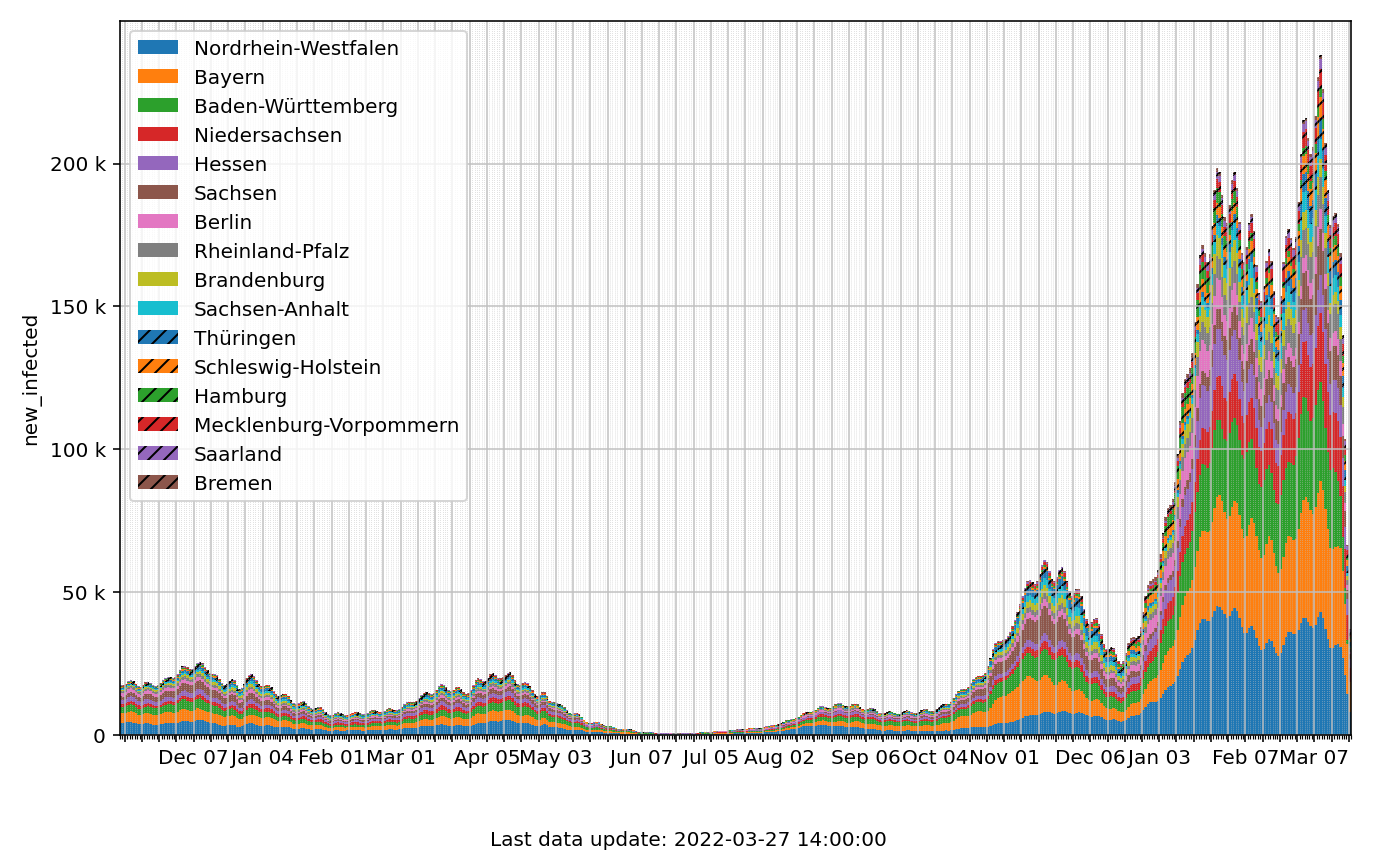 Nordrhein-Westfalen
Bayern
Baden-Württemberg
Niedersachsen
Hessen
Sachsen
Berlin
Rheinland-Pfalz
Brandenburg
Sachsen-Anhalt
Thüringen
Schleswig-Holstein
Hamburg
Mecklenburg-Vorpommern
Saarland
Bremen
200 k
150 k
100 k
50 k
0
new_infected
Dec 07 Jan 04 Feb 01 Mar 01 Apr 05 May 03 Jun 07 Jul 05 Aug 02 Sep 06 Oct 04 Nov 01 Dec 06 Jan 03 Feb 07 Mar 07
Last data update: 2022-03-27 14:00:00